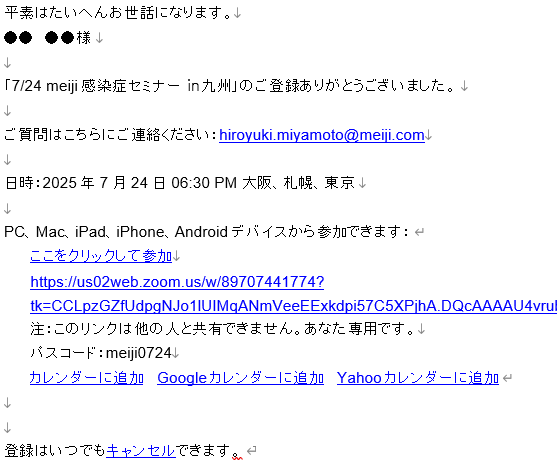 平素はたいへんお世話になります。
●● ●●様
「7/24 meiji 感染症セミナー in九州」のご登録ありがとうございました。
ご質問はこちらにご連絡ください：hiroyuki.miyamoto@meiji.com
日時：2025 年 7 月 24 日 06:30 PM 大阪、札幌、東京
PC、Mac、iPad、iPhone、Android デバイスから参加できます：
ここをクリックして参加
https://us02web.zoom.us/w/89707441774?
tk=CCLpzGZfUdpgNJo1lUIMqANmVeeEExkdpi57C5XPjhA.DQcAAAAU4vrul
注：このリンクは他の人と共有できません。あなた専用です。
パスコード：meiji0724
カレンダーに追加 Googleカレンダーに追加 Yahooカレンダーに追加
登録はいつでもキャンセルできます。